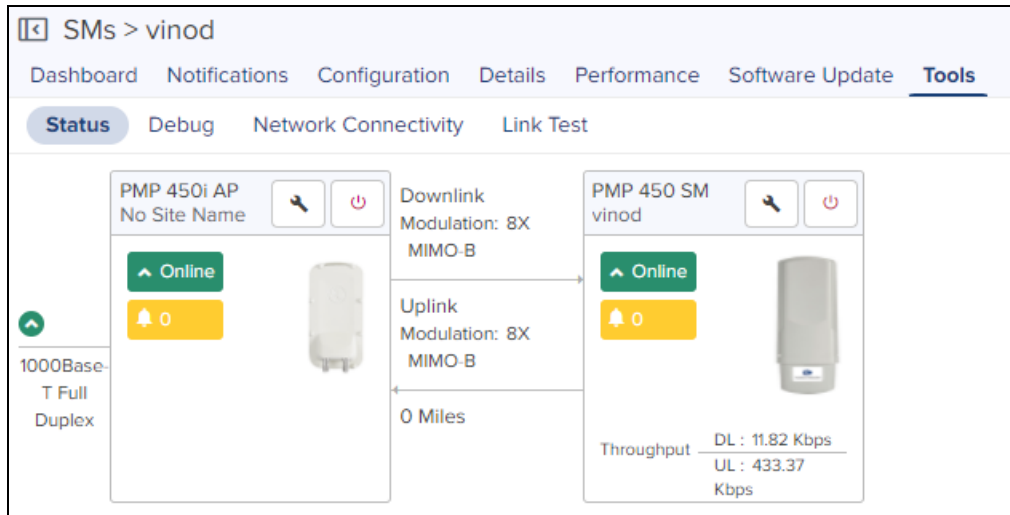 SMs > vinod
Dashboard Notifications Configuration Details Performance Software Update Tools
Status Debug Network Connectivity Link Test
PMP 450i AP
No Site Name
Online
0
1000Base-
T Full
Duplex
Downlink
Modulation: 8X
MIMO-B
Uplink
Modulation: 8X
MIMO-B
0 Miles
PMP 450 SM
vinod
Online
0
Throughput
DL : 11.82 Kbps
UL : 433.37
Kbps